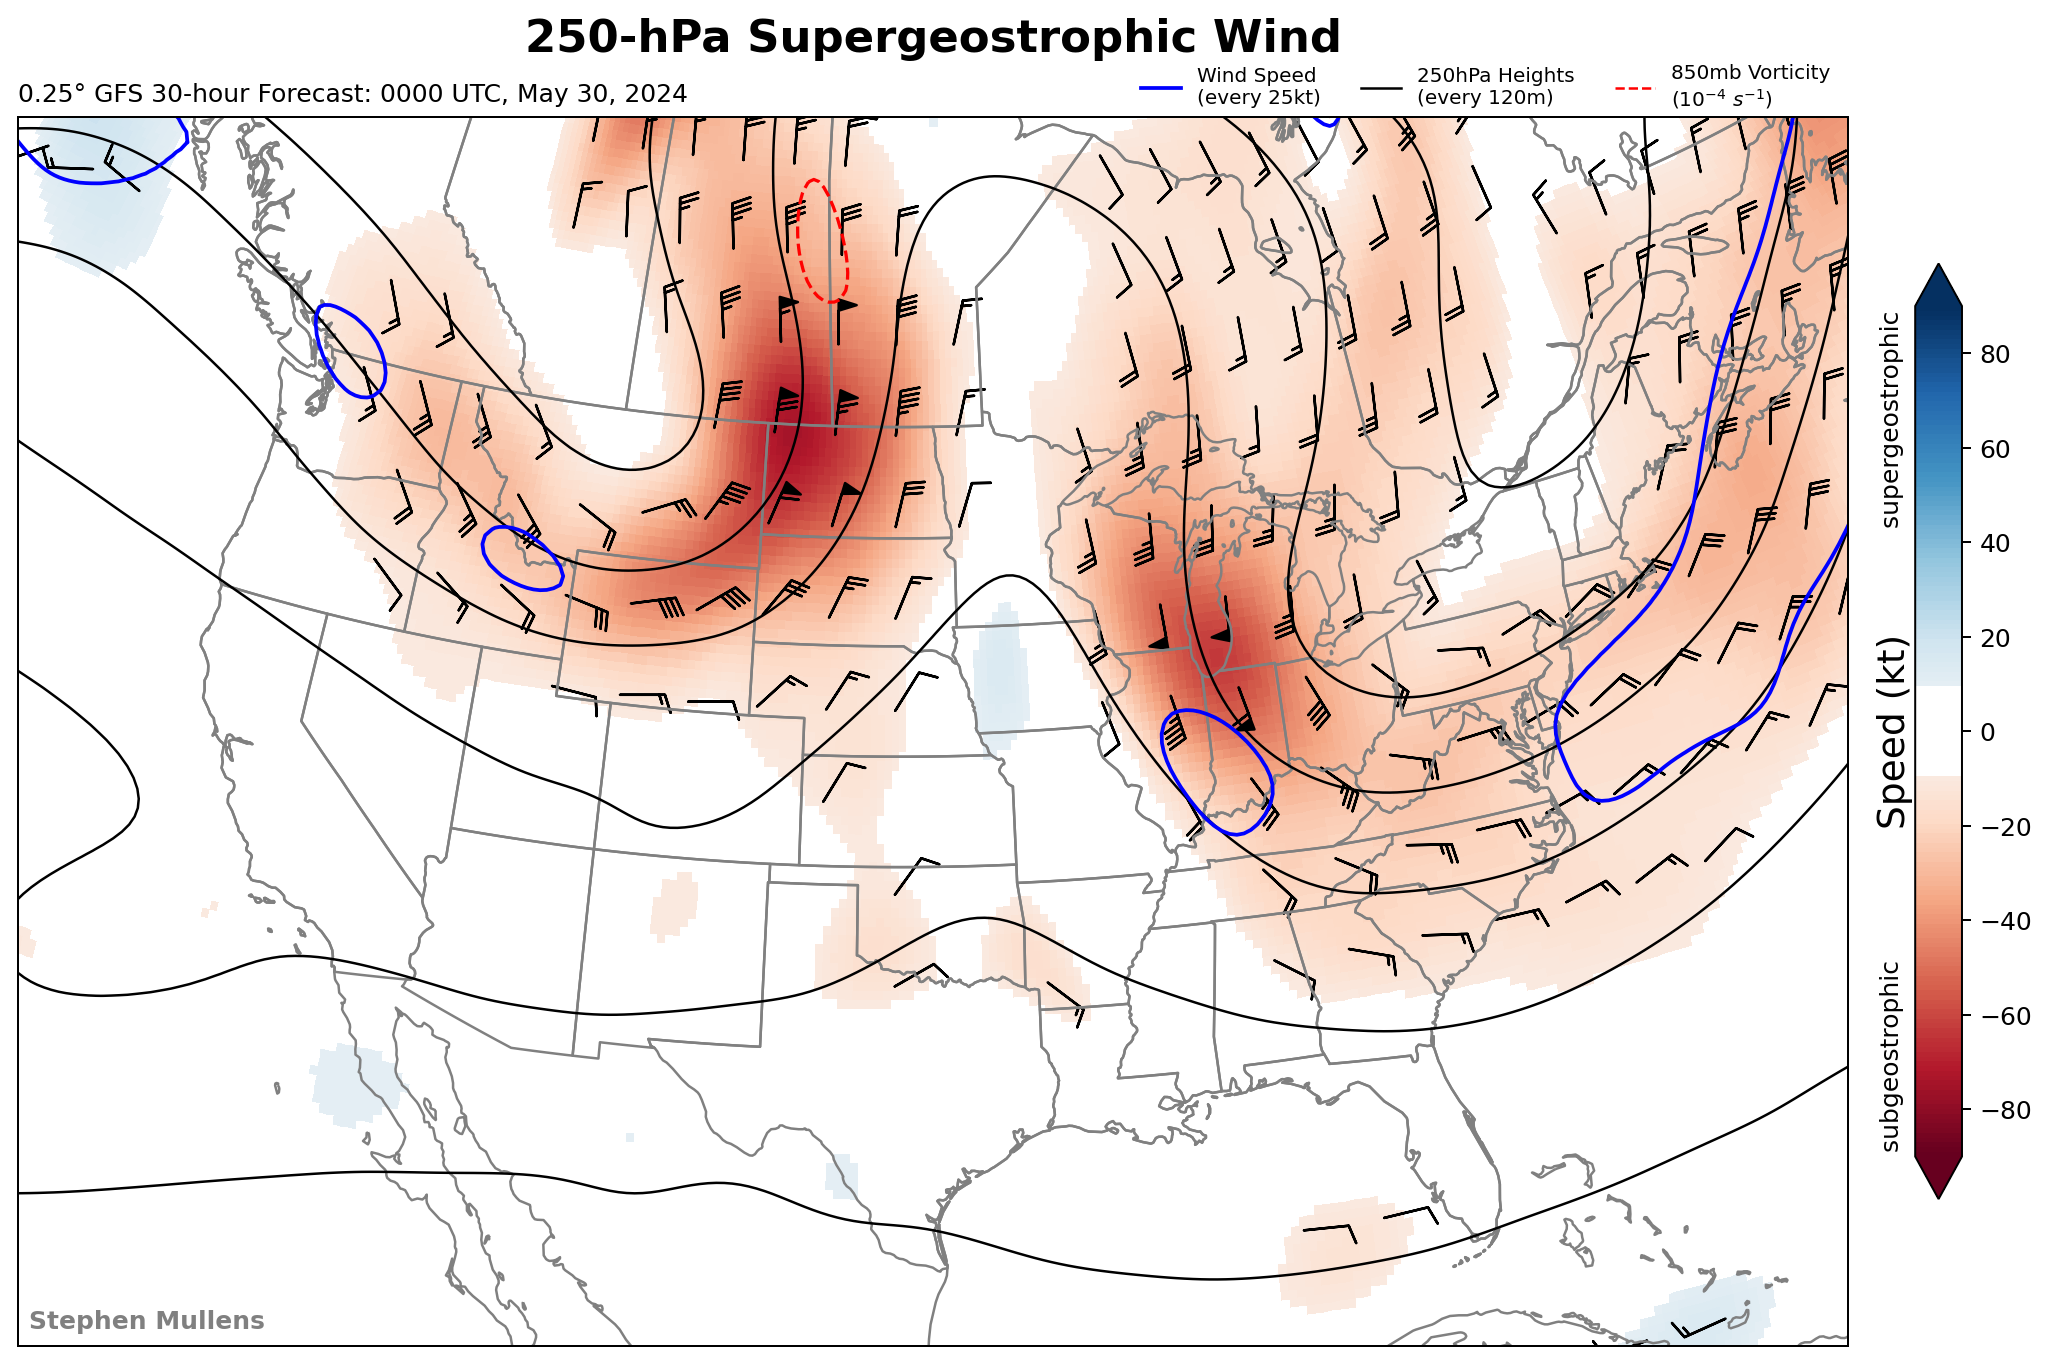 250-hPa Supergeostrophic Wind
0.25° GFS 30-hour Forecast: 0000 UTC, May 30, 2024
Wind Speed
(every 25kt)
250hPa Heights
(every 120m)
850mb Vorticity
(10⁻⁴ s⁻¹)
supergeostrophic
Speed (kt)
subgeostrophic
80
60
40
20
0
−20
−40
−60
−80
Stephen Mullens